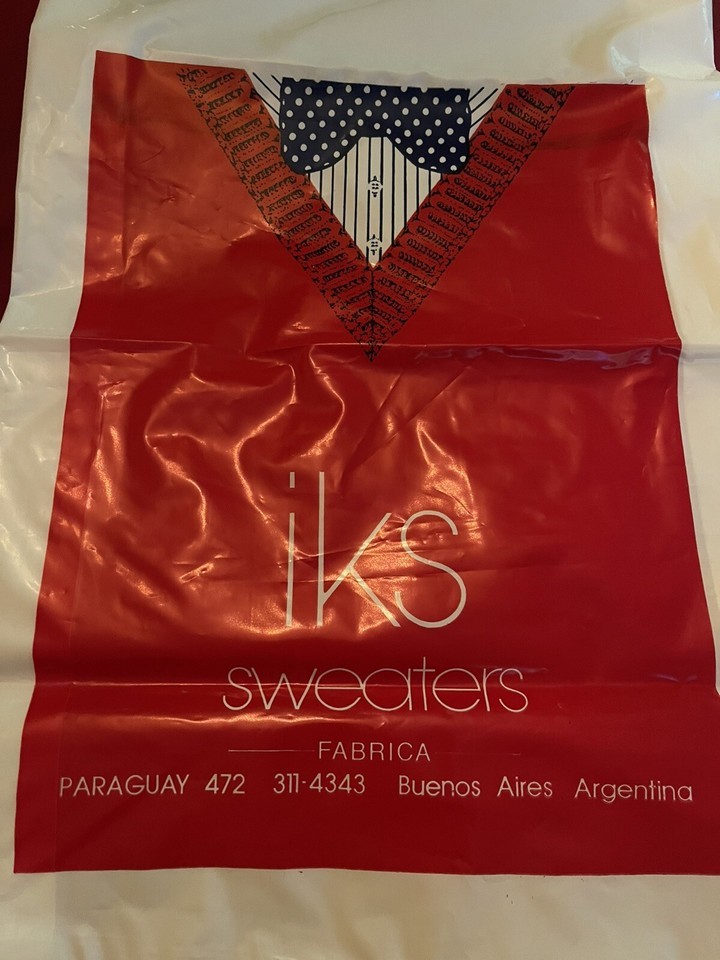 iks
sweaters
FABRICA
PARAGUAY 472 311-4343 Buenos Aires Argentina